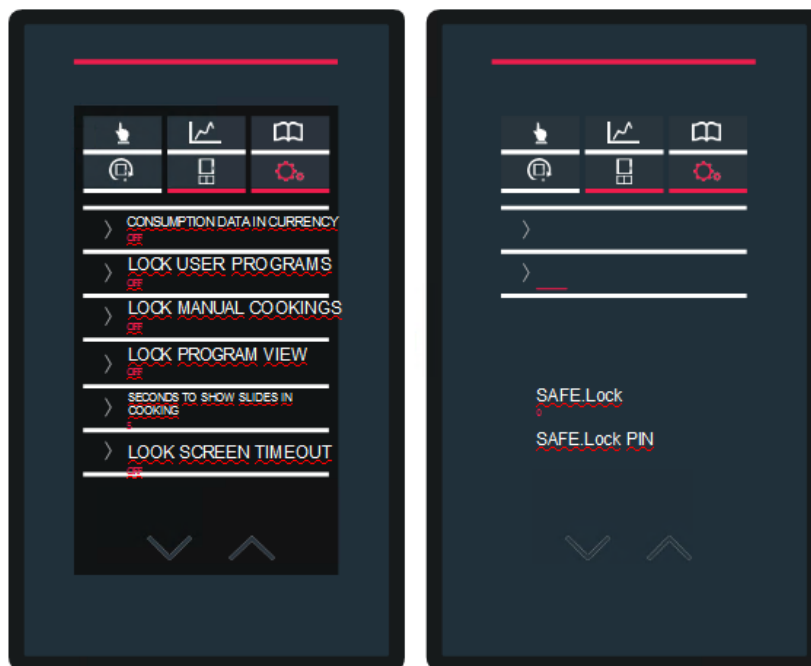 CONSUMPTION DATA IN CURRENCY
OFF
LOCK USER PROGRAMS
OFF
LOCK MANUAL COOKINGS
OFF
LOCK PROGRAM VIEW
OFF
SECONDS TO SHOW SLIDES IN
COOKING
5
LOOK SCREEN TIMEOUT
OFF
SAFE.Lock
0
SAFE.Lock PIN